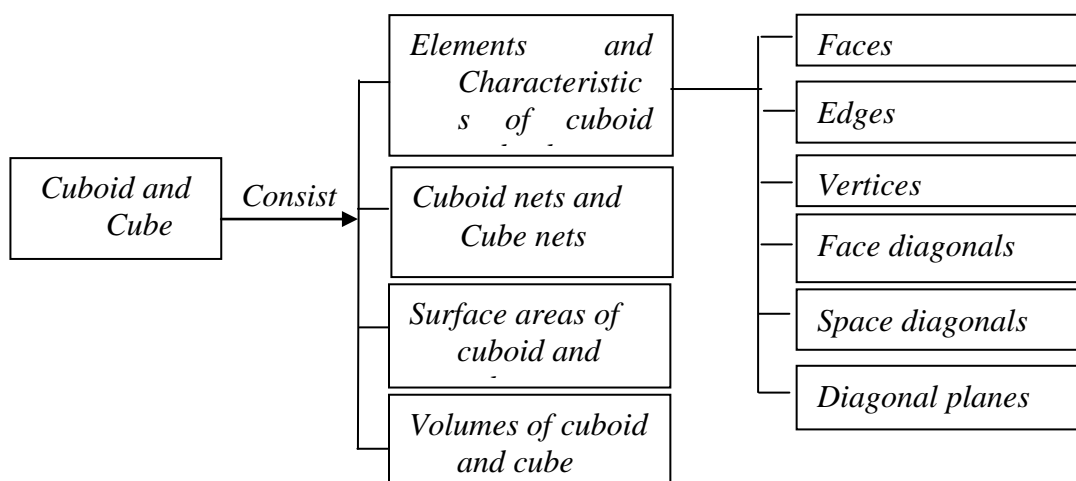 Cuboid and
Cube
Consist
Elements and
Characteristic
s of cuboid
Cuboid nets and
Cube nets
Surface areas of
cuboid and
Volumes of cuboid
and cube
Faces
Edges
Vertices
Face diagonals
Space diagonals
Diagonal planes